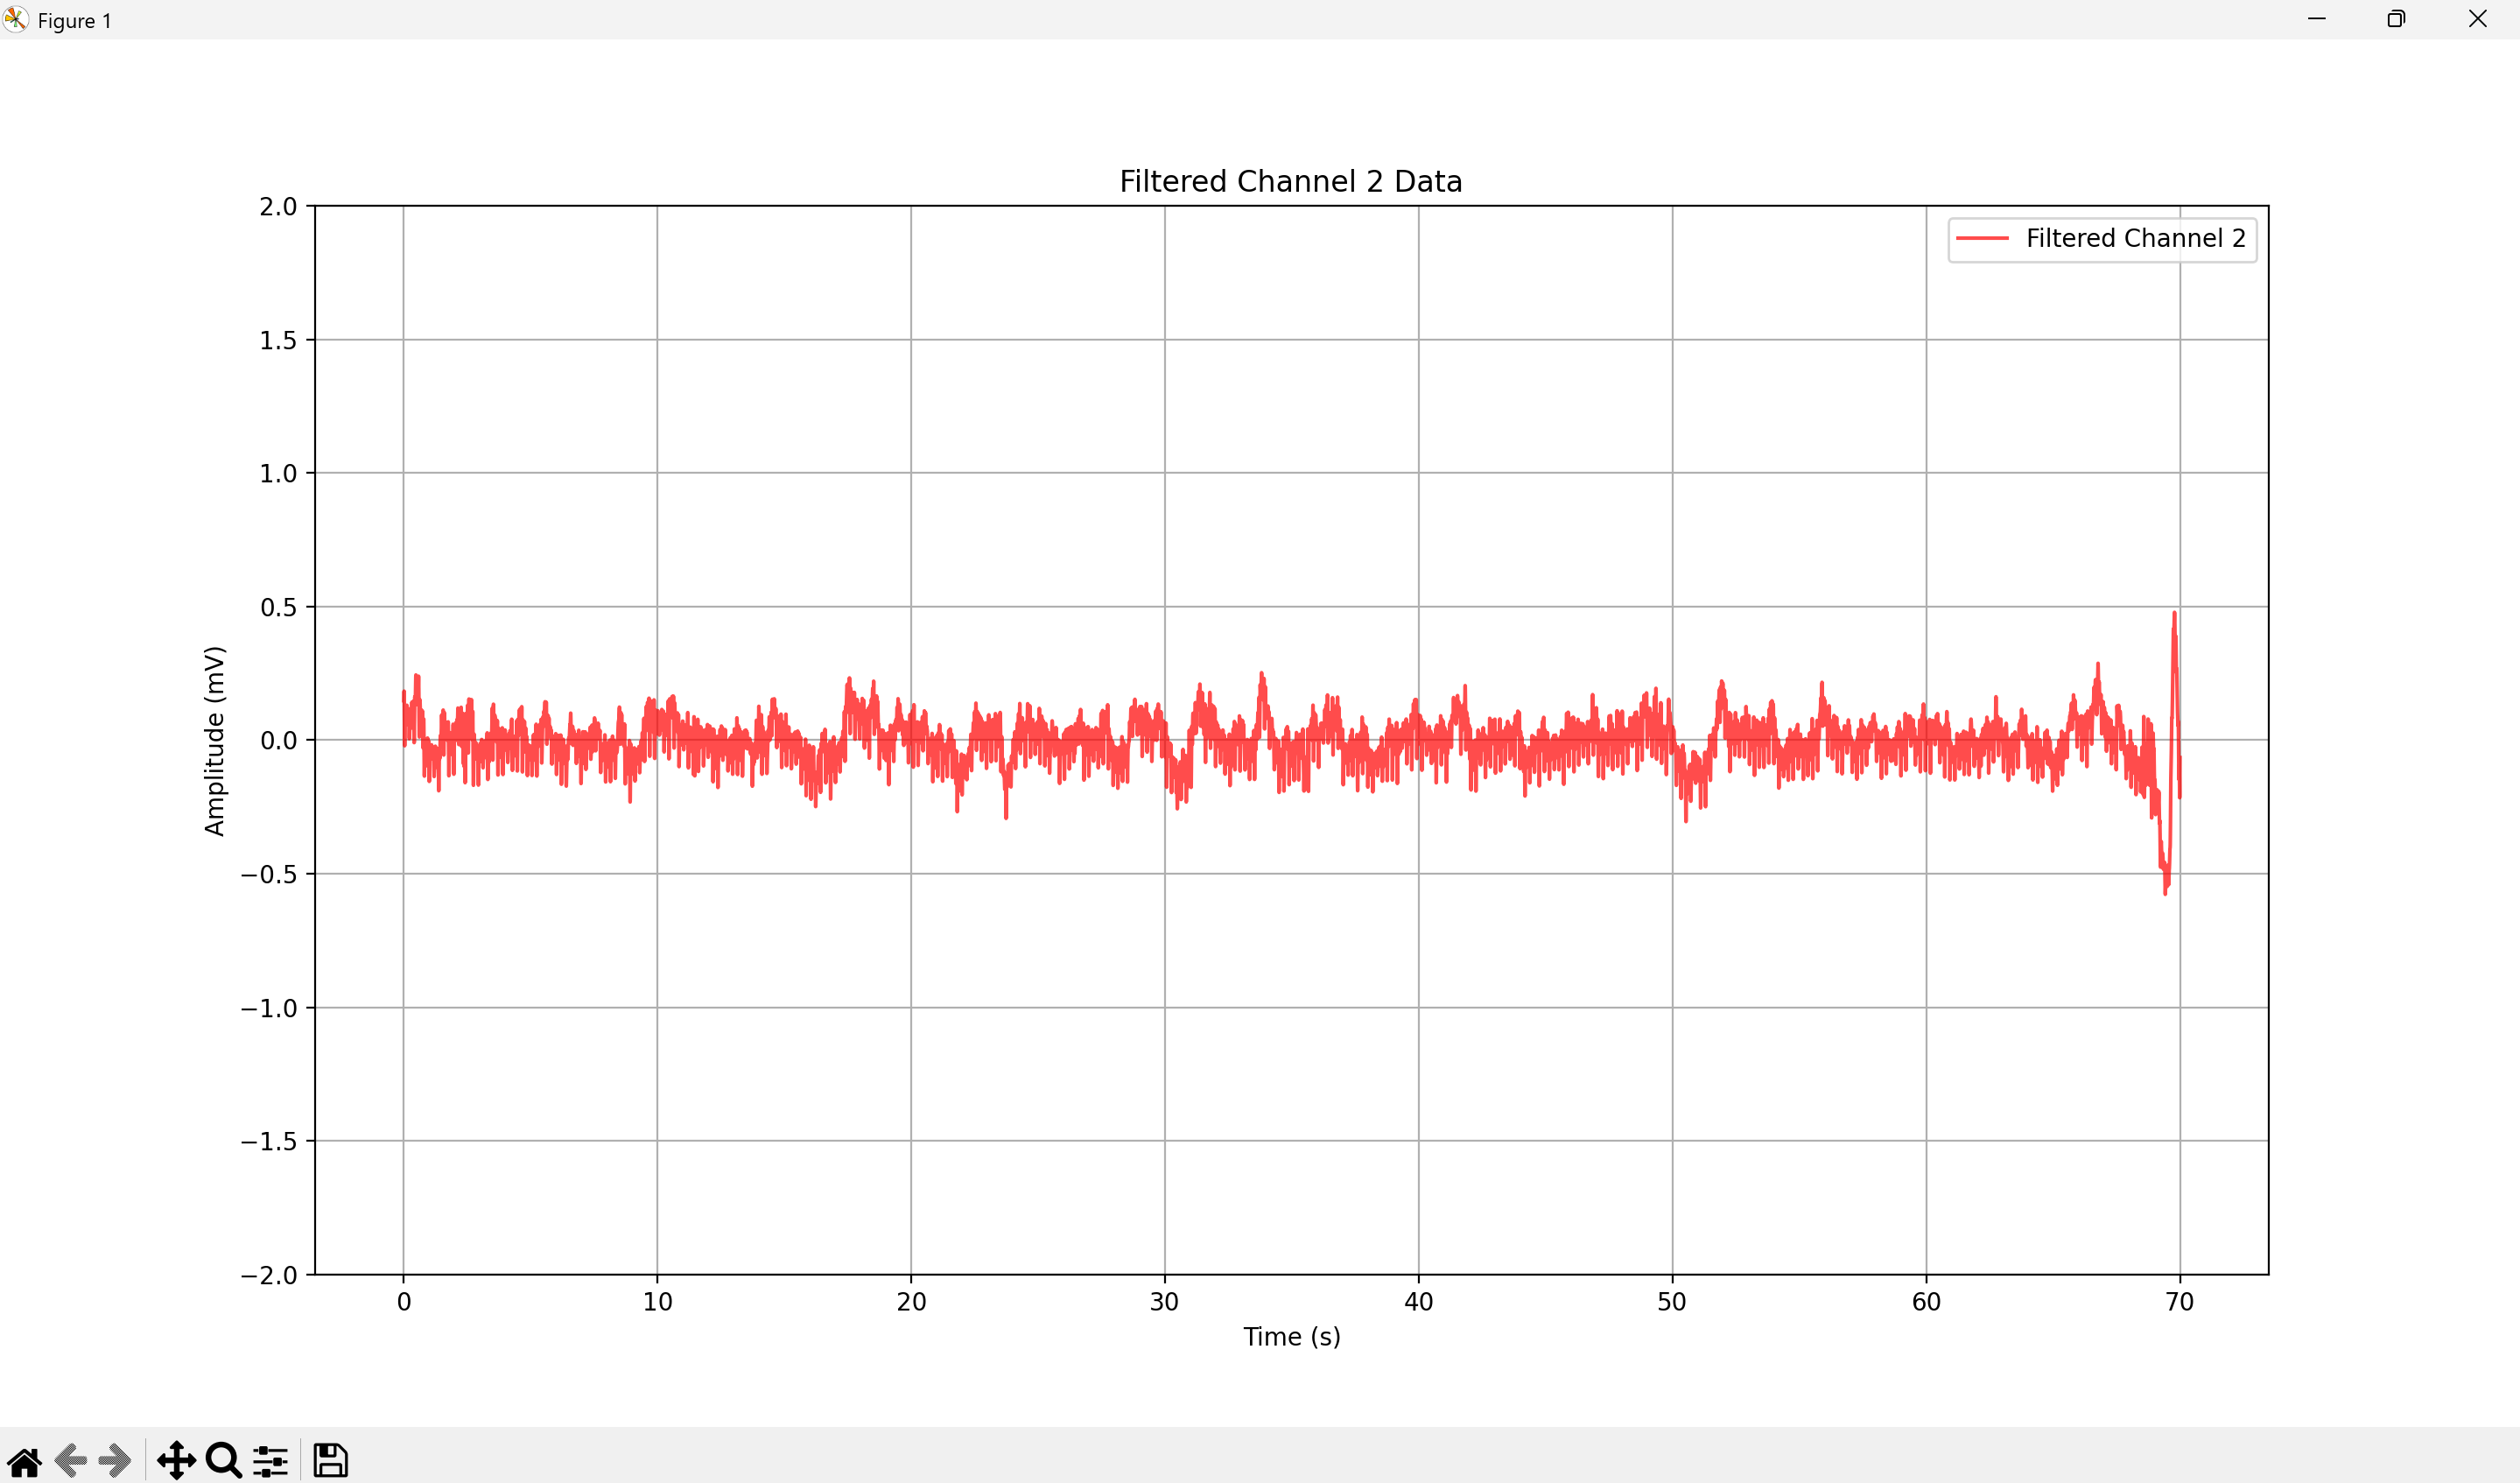 Figure 1
Filtered Channel 2 Data
Filtered Channel 2
Amplitude (mV)
2.0
1.5
1.0
0.5
0.0
−0.5
−1.0
−1.5
−2.0
0 10 20 30 40 50 60 70
Time (s)